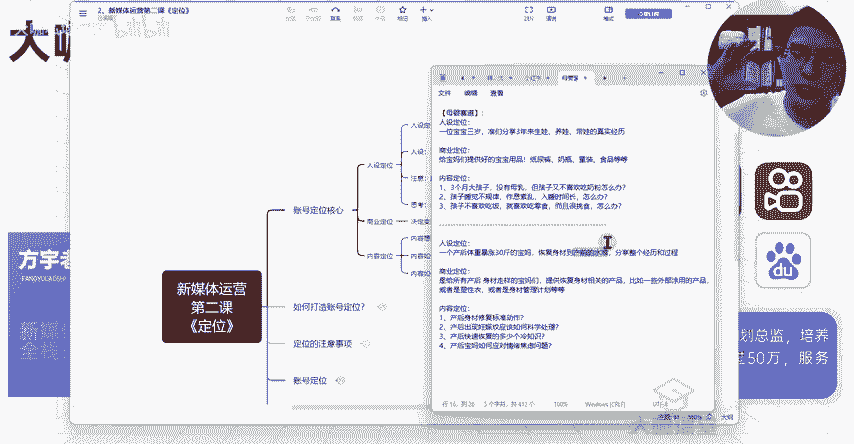 2、新媒体运营第二课《定位》
插入
文件 编辑 查看
【母婴赛道】：
人设定位：
一位宝宝三岁，准们分享3年来生娃、养娃、带娃的真实经历
商业定位：
给宝妈们提供好的宝宝用品！纸尿裤、奶瓶、童装、食品等等
内容定位：
1、3个月大孩子，没有母乳，但孩子又不喜欢吃奶粉怎么办？
2、孩子睡觉不规律，作息紊乱，入睡时间长，怎么办？
3、孩子不喜欢吃饭，就喜欢吃零食，而且很挑食，怎么办？
人设定位：
一个产后体重暴涨30斤的宝妈，恢复身材到产前的水准，分享整个经历和过程
商业定位：
是给所有产后 身材走样的宝妈们，提供恢复身材相关的产品，比如一些外部涂用的产品，
或者是塑性衣，或者是身材管理计划等等
内容定位：
1、产后身材修复标准动作？
2、产后出现妊娠纹应该如何科学处理？
3、产后快速恢复的多少个冷知识？
4、产后宝妈如何应对情绪焦虑问题？
100%
Windows (CRLF)
UTF-8
新媒体运营
第二课
《定位》
账号定位核心
人设定位
商业定位
内容定位
如何打造账号定位？
定位的注意事项
账号定位
方宇老
划总监，培养
过50万，服务
du